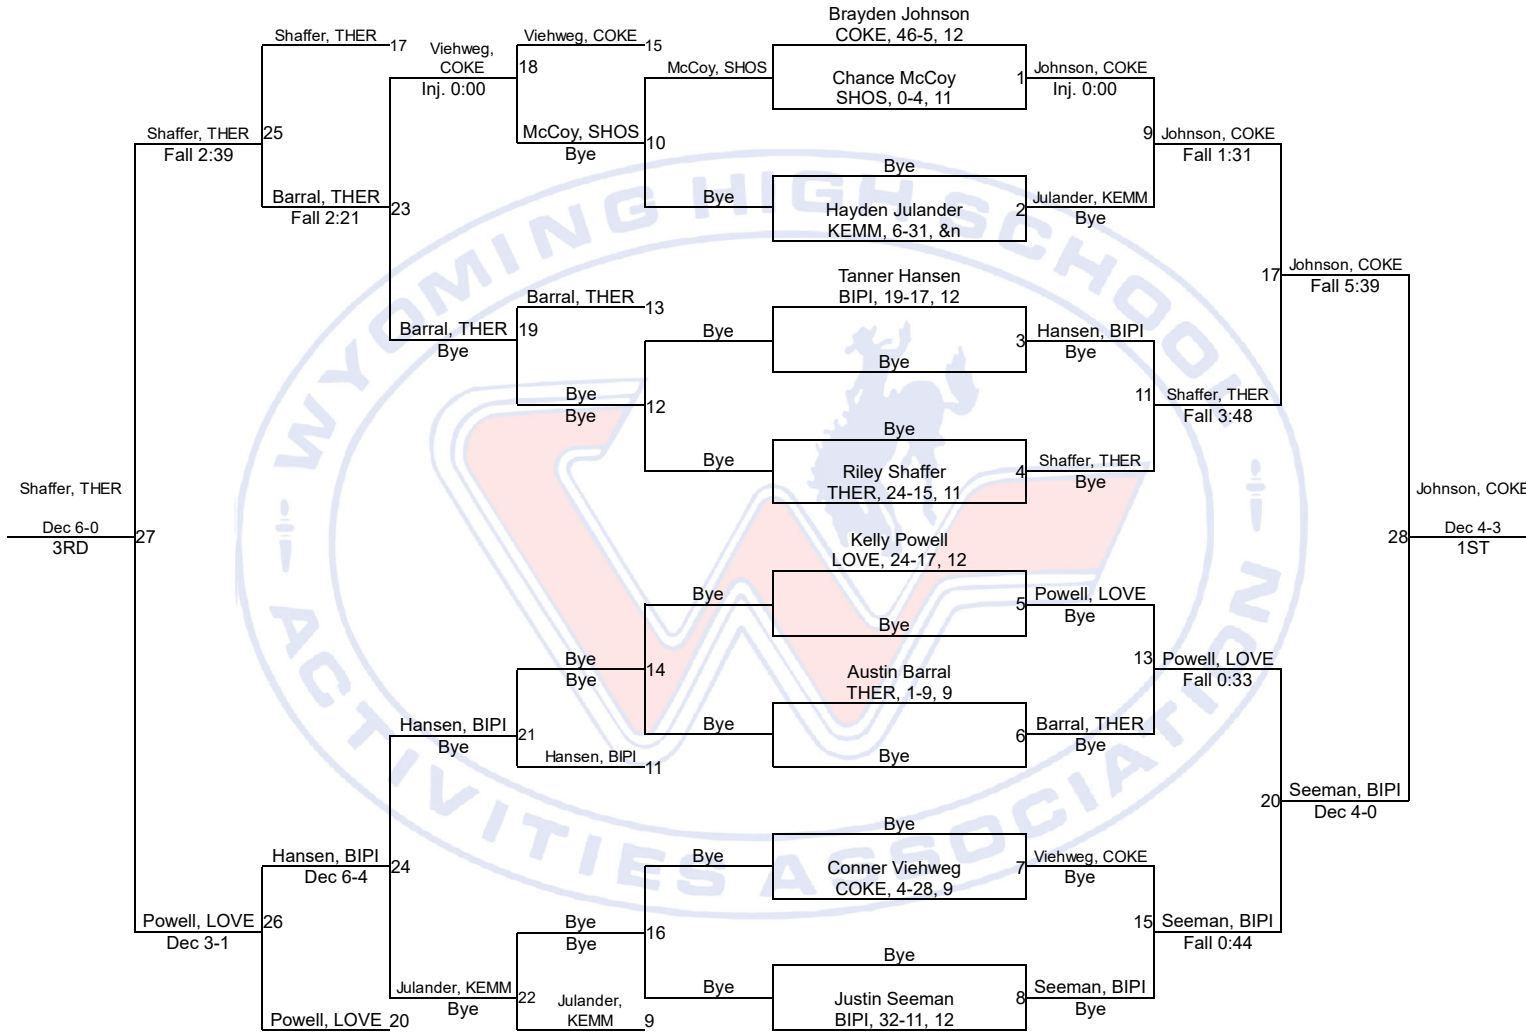 Shaffer, THER
17
Viehweg,
COKE
Inj. 0:00
Viehweg, COKE
15
18
McCoy, SHOS
Bye
10
McCoy, SHOS
Brayden Johnson
COKE, 46-5, 12
Chance McCoy
SHOS, 0-4, 11
1
Johnson, COKE
Inj. 0:00
9
Johnson, COKE
Fall 1:31
Shaffer, THER
Fall 2:39
25
Barral, THER
Fall 2:21
23
Bye
Bye
Hayden Julander
KEMM, 6-31, &n
2
Julander, KEMM
Bye
17
Johnson, COKE
Fall 5:39
Barral, THER
13
Barral, THER
Bye
19
Bye
Bye
12
Bye
Tanner Hansen
BIPI, 19-17, 12
Bye
3
Hansen, BIPI
Bye
11
Shaffer, THER
Fall 3:48
Bye
Bye
Riley Shaffer
THER, 24-15, 11
4
Shaffer, THER
Bye
Shaffer, THER
Dec 6-0
3RD
27
28
Johnson, COKE
Dec 4-3
1ST
Kelly Powell
LOVE, 24-17, 12
Bye
Bye
5
Powell, LOVE
Bye
13
Powell, LOVE
Fall 0:33
Bye
Bye
14
Austin Barral
THER, 1-9, 9
Bye
Bye
6
Barral, THER
Bye
Hansen, BIPI
Bye
21
Hansen, BIPI
11
20
Seeman, BIPI
Dec 4-0
Hansen, BIPI
Dec 6-4
24
Bye
Bye
Conner Viehweg
COKE, 4-28, 9
7
Viehweg, COKE
Bye
15
Seeman, BIPI
Fall 0:44
Powell, LOVE
Dec 3-1
26
Bye
Bye
16
Bye
Bye
Justin Seeman
BIPI, 32-11, 12
8
Seeman, BIPI
Bye
Julander, KEMM
Bye
22
Julander,
KEMM
9
Powell, LOVE
20
WYOMING HIGH SCHOOL
ACTIVITIES ASSOCIATION